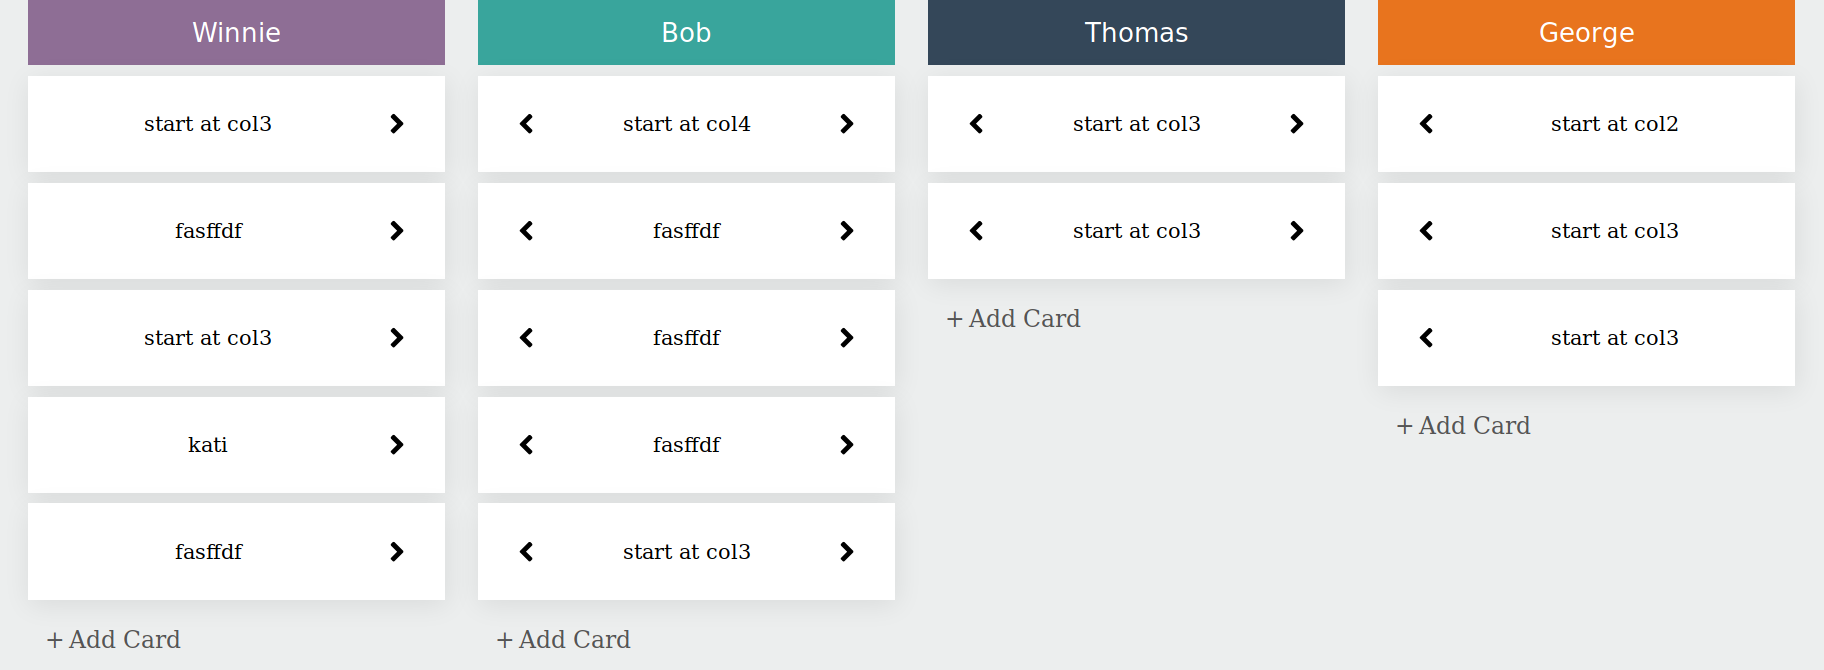 Winnie
start at col3
fasffdf
start at col3
kati
fasffdf
+ Add Card
Bob
start at col4
fasffdf
fasffdf
fasffdf
start at col3
+ Add Card
Thomas
start at col3
start at col3
+ Add Card
George
start at col2
start at col3
start at col3
+ Add Card